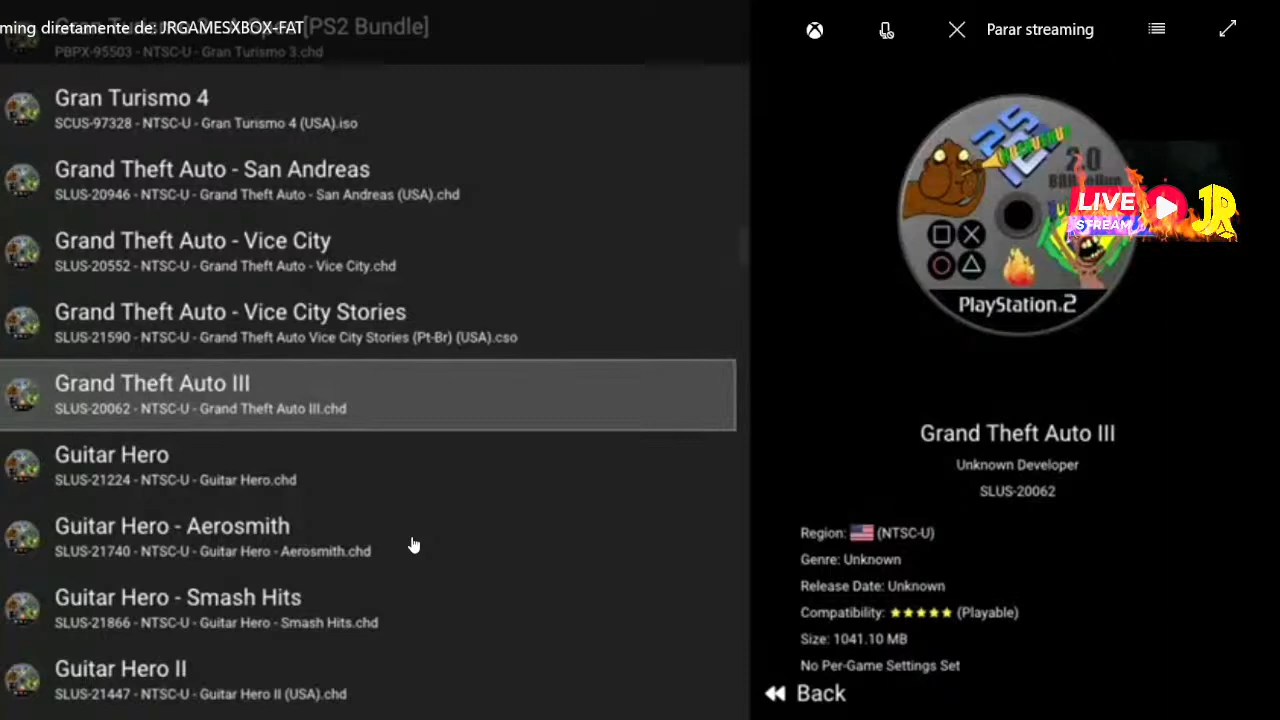 ming diretamente de: JRGAMESXBOX-FAT
[PS2 Bundle]
PBPX-95503 - NTSC-U - Gran Turismo 3.chd
Gran Turismo 4
SCUS-97328 - NTSC-U - Gran Turismo 4 (USA).iso
Grand Theft Auto - San Andreas
SLUS-20946 - NTSC-U - Grand Theft Auto - San Andreas (USA).chd
Grand Theft Auto - Vice City
SLUS-20552 - NTSC-U - Grand Theft Auto - Vice City.chd
Grand Theft Auto - Vice City Stories
SLUS-21590 - NTSC-U - Grand Theft Auto Vice City Stories (Pt-Br) (USA).cso
Grand Theft Auto III
SLUS-20062 - NTSC-U - Grand Theft Auto III.chd
Guitar Hero
SLUS-21224 - NTSC-U - Guitar Hero.chd
Guitar Hero - Aerosmith
SLUS-21740 - NTSC-U - Guitar Hero - Aerosmith.chd
Guitar Hero - Smash Hits
SLUS-21866 - NTSC-U - Guitar Hero - Smash Hits.chd
Guitar Hero II
SLUS-21447 - NTSC-U - Guitar Hero II (USA).chd
Parar streaming
2.0
LIVE
STREAM
JR
PlayStation.2
Grand Theft Auto III
Unknown Developer
SLUS-20062
Region: (NTSC-U)
Genre: Unknown
Release Date: Unknown
Compatibility: ★★★★★ (Playable)
Size: 1041.10 MB
No Per-Game Settings Set
Back